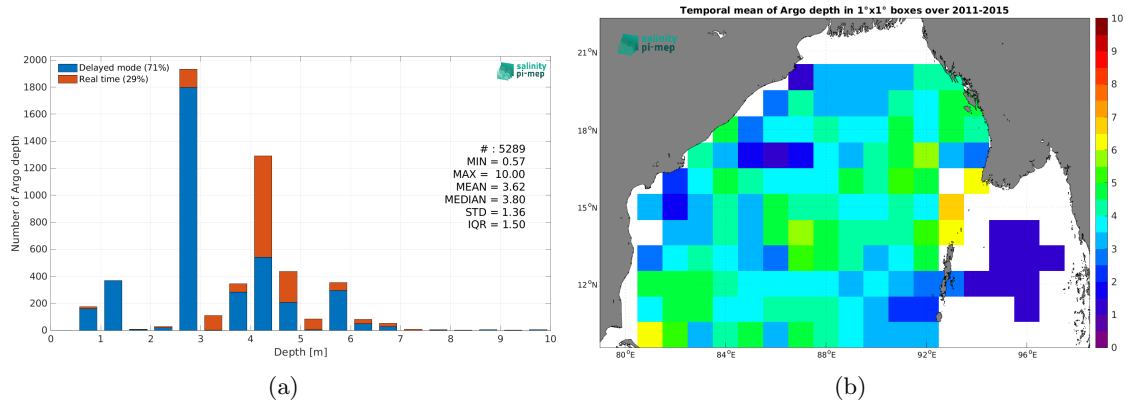 Delayed mode (71%)
Real time (29%)
salinity
pi-mep
# : 5289
MIN = 0.57
MAX = 10.00
MEAN = 3.62
MEDIAN = 3.80
STD = 1.36
IQR = 1.50
Number of Argo depth
2000
1800
1600
1400
1200
1000
800
600
400
200
0
0 1 2 3 4 5 6 7 8 9 10
Depth [m]
(a)
Temporal mean of Argo depth in 1°x1° boxes over 2011-2015
salinity
pi-mep
21°N
18°N
15°N
12°N
80°E 84°E 88°E 92°E 96°E
10
9
8
7
6
5
4
3
2
1
0
(b)